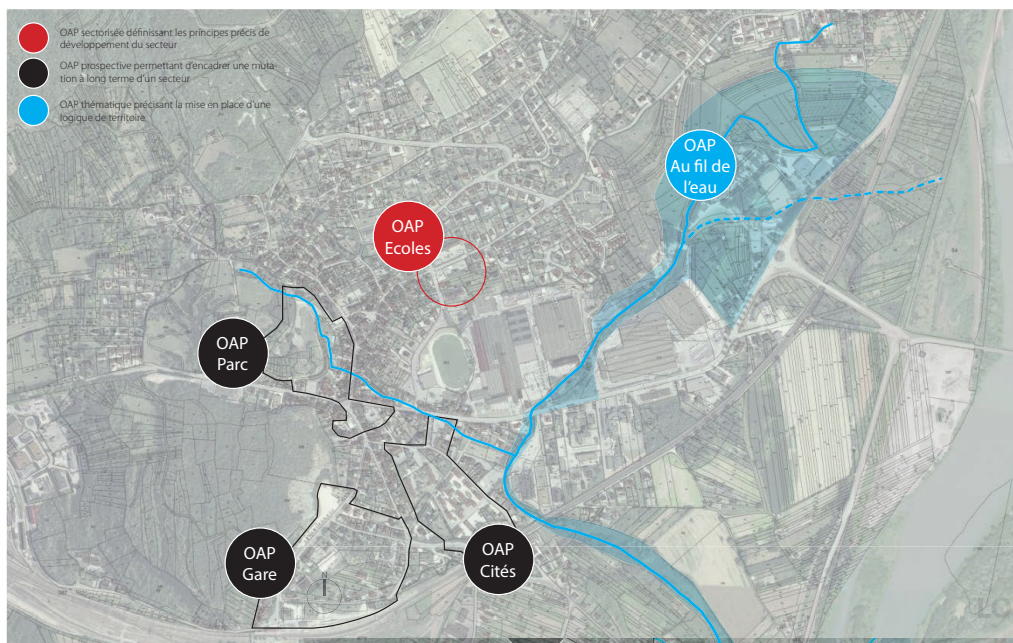 OAP sectorisée définissant les principes précis de
développement du secteur
OAP prospective permettant d'encadrer une muta-
tion à long terme d'un secteur
OAP thématique précisant la mise en place d'une
logique de territoire
OAP
Au fil de
l'eau
OAP
Ecoles
OAP
Parc
OAP
Gare
N
OAP
Cités